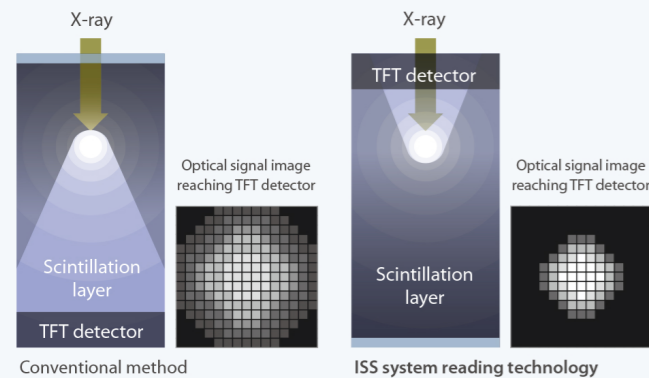 X-ray
Optical signal image
reaching TFT detector
Scintillation
layer
TFT detector
Conventional method
X-ray
TFT detector
Optical signal image
reaching TFT detector
Scintillation
layer
ISS system reading technology